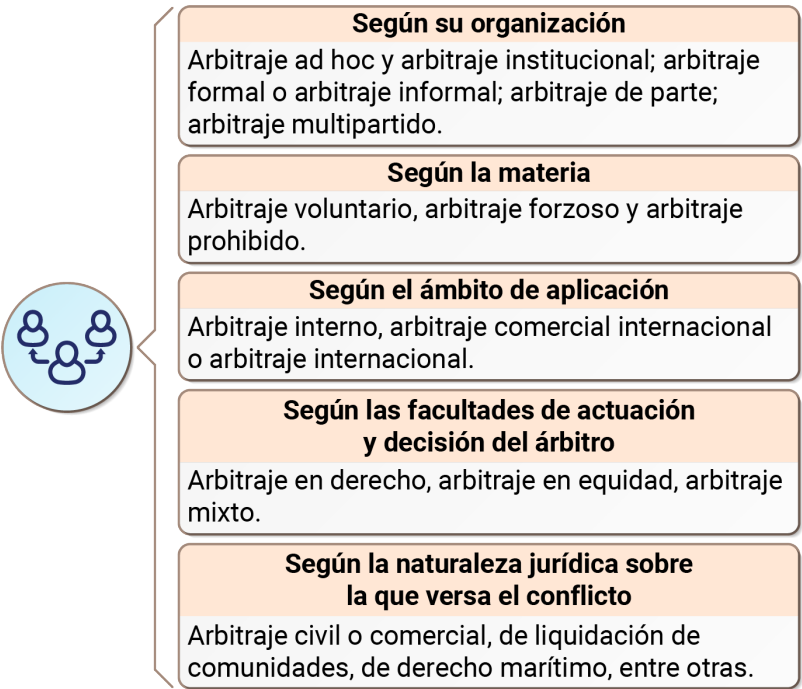 Según su organización
Arbitraje ad hoc y arbitraje institucional; arbitraje
formal o arbitraje informal; arbitraje de parte;
arbitraje multipartido.
Según la materia
Arbitraje voluntario, arbitraje forzoso y arbitraje
prohibido.
Según el ámbito de aplicación
Arbitraje interno, arbitraje comercial internacional
o arbitraje internacional.
Según las facultades de actuación
y decisión del árbitro
Arbitraje en derecho, arbitraje en equidad, arbitraje
mixto.
Según la naturaleza jurídica sobre
la que versa el conflicto
Arbitraje civil o comercial, de liquidación de
comunidades, de derecho marítimo, entre otras.